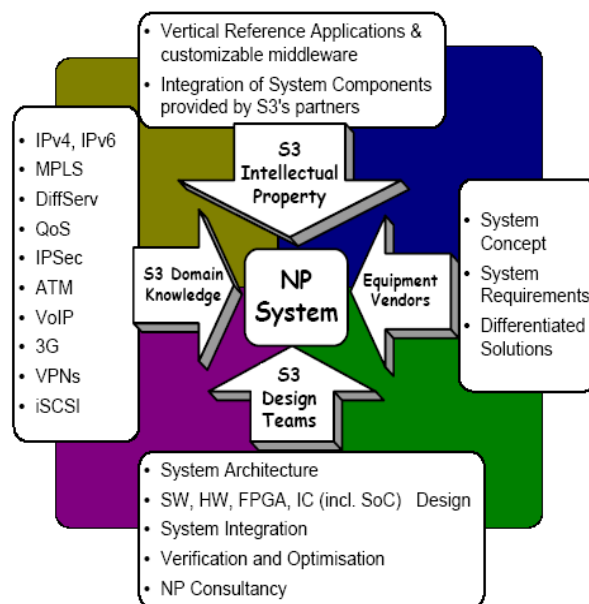 • Vertical Reference Applications &
customizable middleware
• Integration of System Components
provided by S3's partners
• IPv4, IPv6
• MPLS
• DiffServ
• QoS
• IPSec
• ATM
• VoIP
• 3G
• VPNs
• iSCSI
S3
Intellectual
Property
S3 Domain
Knowledge
NP
System
Equipment
Vendors
• System
Concept
• System
Requirements
• Differentiated
Solutions
S3
Design
Teams
• System Architecture
• SW, HW, FPGA, IC (incl. SoC) Design
• System Integration
• Verification and Optimisation
• NP Consultancy